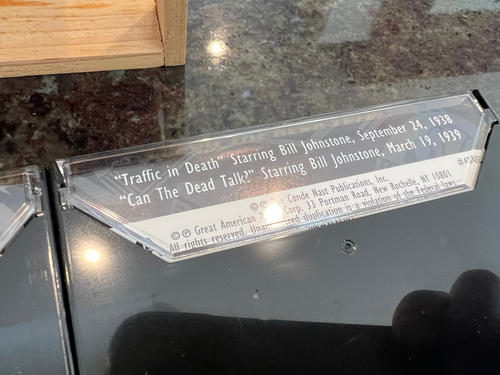 "Traffic in Death" Starring Bill Johnstone, September 24, 1938
"Can The Dead Talk?" Starring Bill Johnstone, March 19, 1939
© Conde Nast Publications, Inc.
© ℗ Great American Corp. 33 Portman Road, New Rochelle, NY 10801
All rights reserved. duplication is a violation of the federal laws